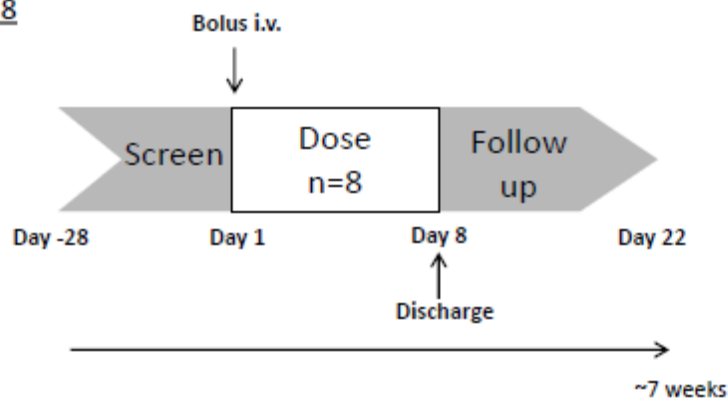 8
Bolus i.v.
Screen
Dose
n=8
Follow
up
Day -28
Day 1
Day 8
Day 22
Discharge
~7 weeks